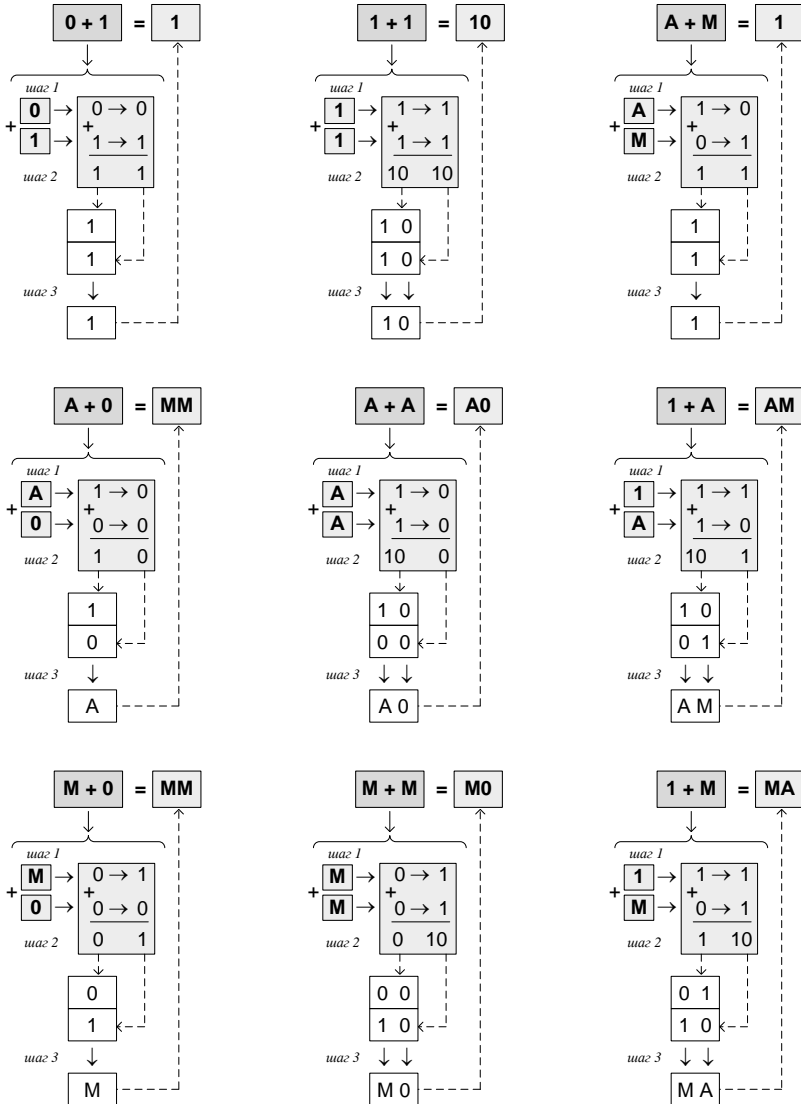 0 + 1 = 1
шаг 1
0 → 0 → 0
+ +
1 → 1 → 1
шаг 2 1 1
1
1
шаг 3
1
1 + 1 = 10
шаг 1
1 → 1 → 1
+ +
1 → 1 → 1
шаг 2 10 10
1 0
1 0
шаг 3
1 0
A + M = 1
шаг 1
A → 1 → 0
+ +
M → 0 → 1
шаг 2 1 1
1
1
шаг 3
1
A + 0 = MM
шаг 1
A → 1 → 0
+ +
0 → 0 → 0
шаг 2 1 0
1
0
шаг 3
A
A + A = A0
шаг 1
A → 1 → 0
+ +
A → 1 → 0
шаг 2 10 0
1 0
0 0
шаг 3
A 0
1 + A = AM
шаг 1
1 → 1 → 1
+ +
A → 1 → 0
шаг 2 10 1
1 0
0 1
шаг 3
A M
M + 0 = MM
шаг 1
M → 0 → 1
+ +
0 → 0 → 0
шаг 2 0 1
0
1
шаг 3
M
M + M = M0
шаг 1
M → 0 → 1
+ +
M → 0 → 1
шаг 2 0 10
0 0
1 0
шаг 3
M 0
1 + M = MA
шаг 1
1 → 1 → 1
+ +
M → 0 → 1
шаг 2 1 10
0 1
1 0
шаг 3
M A